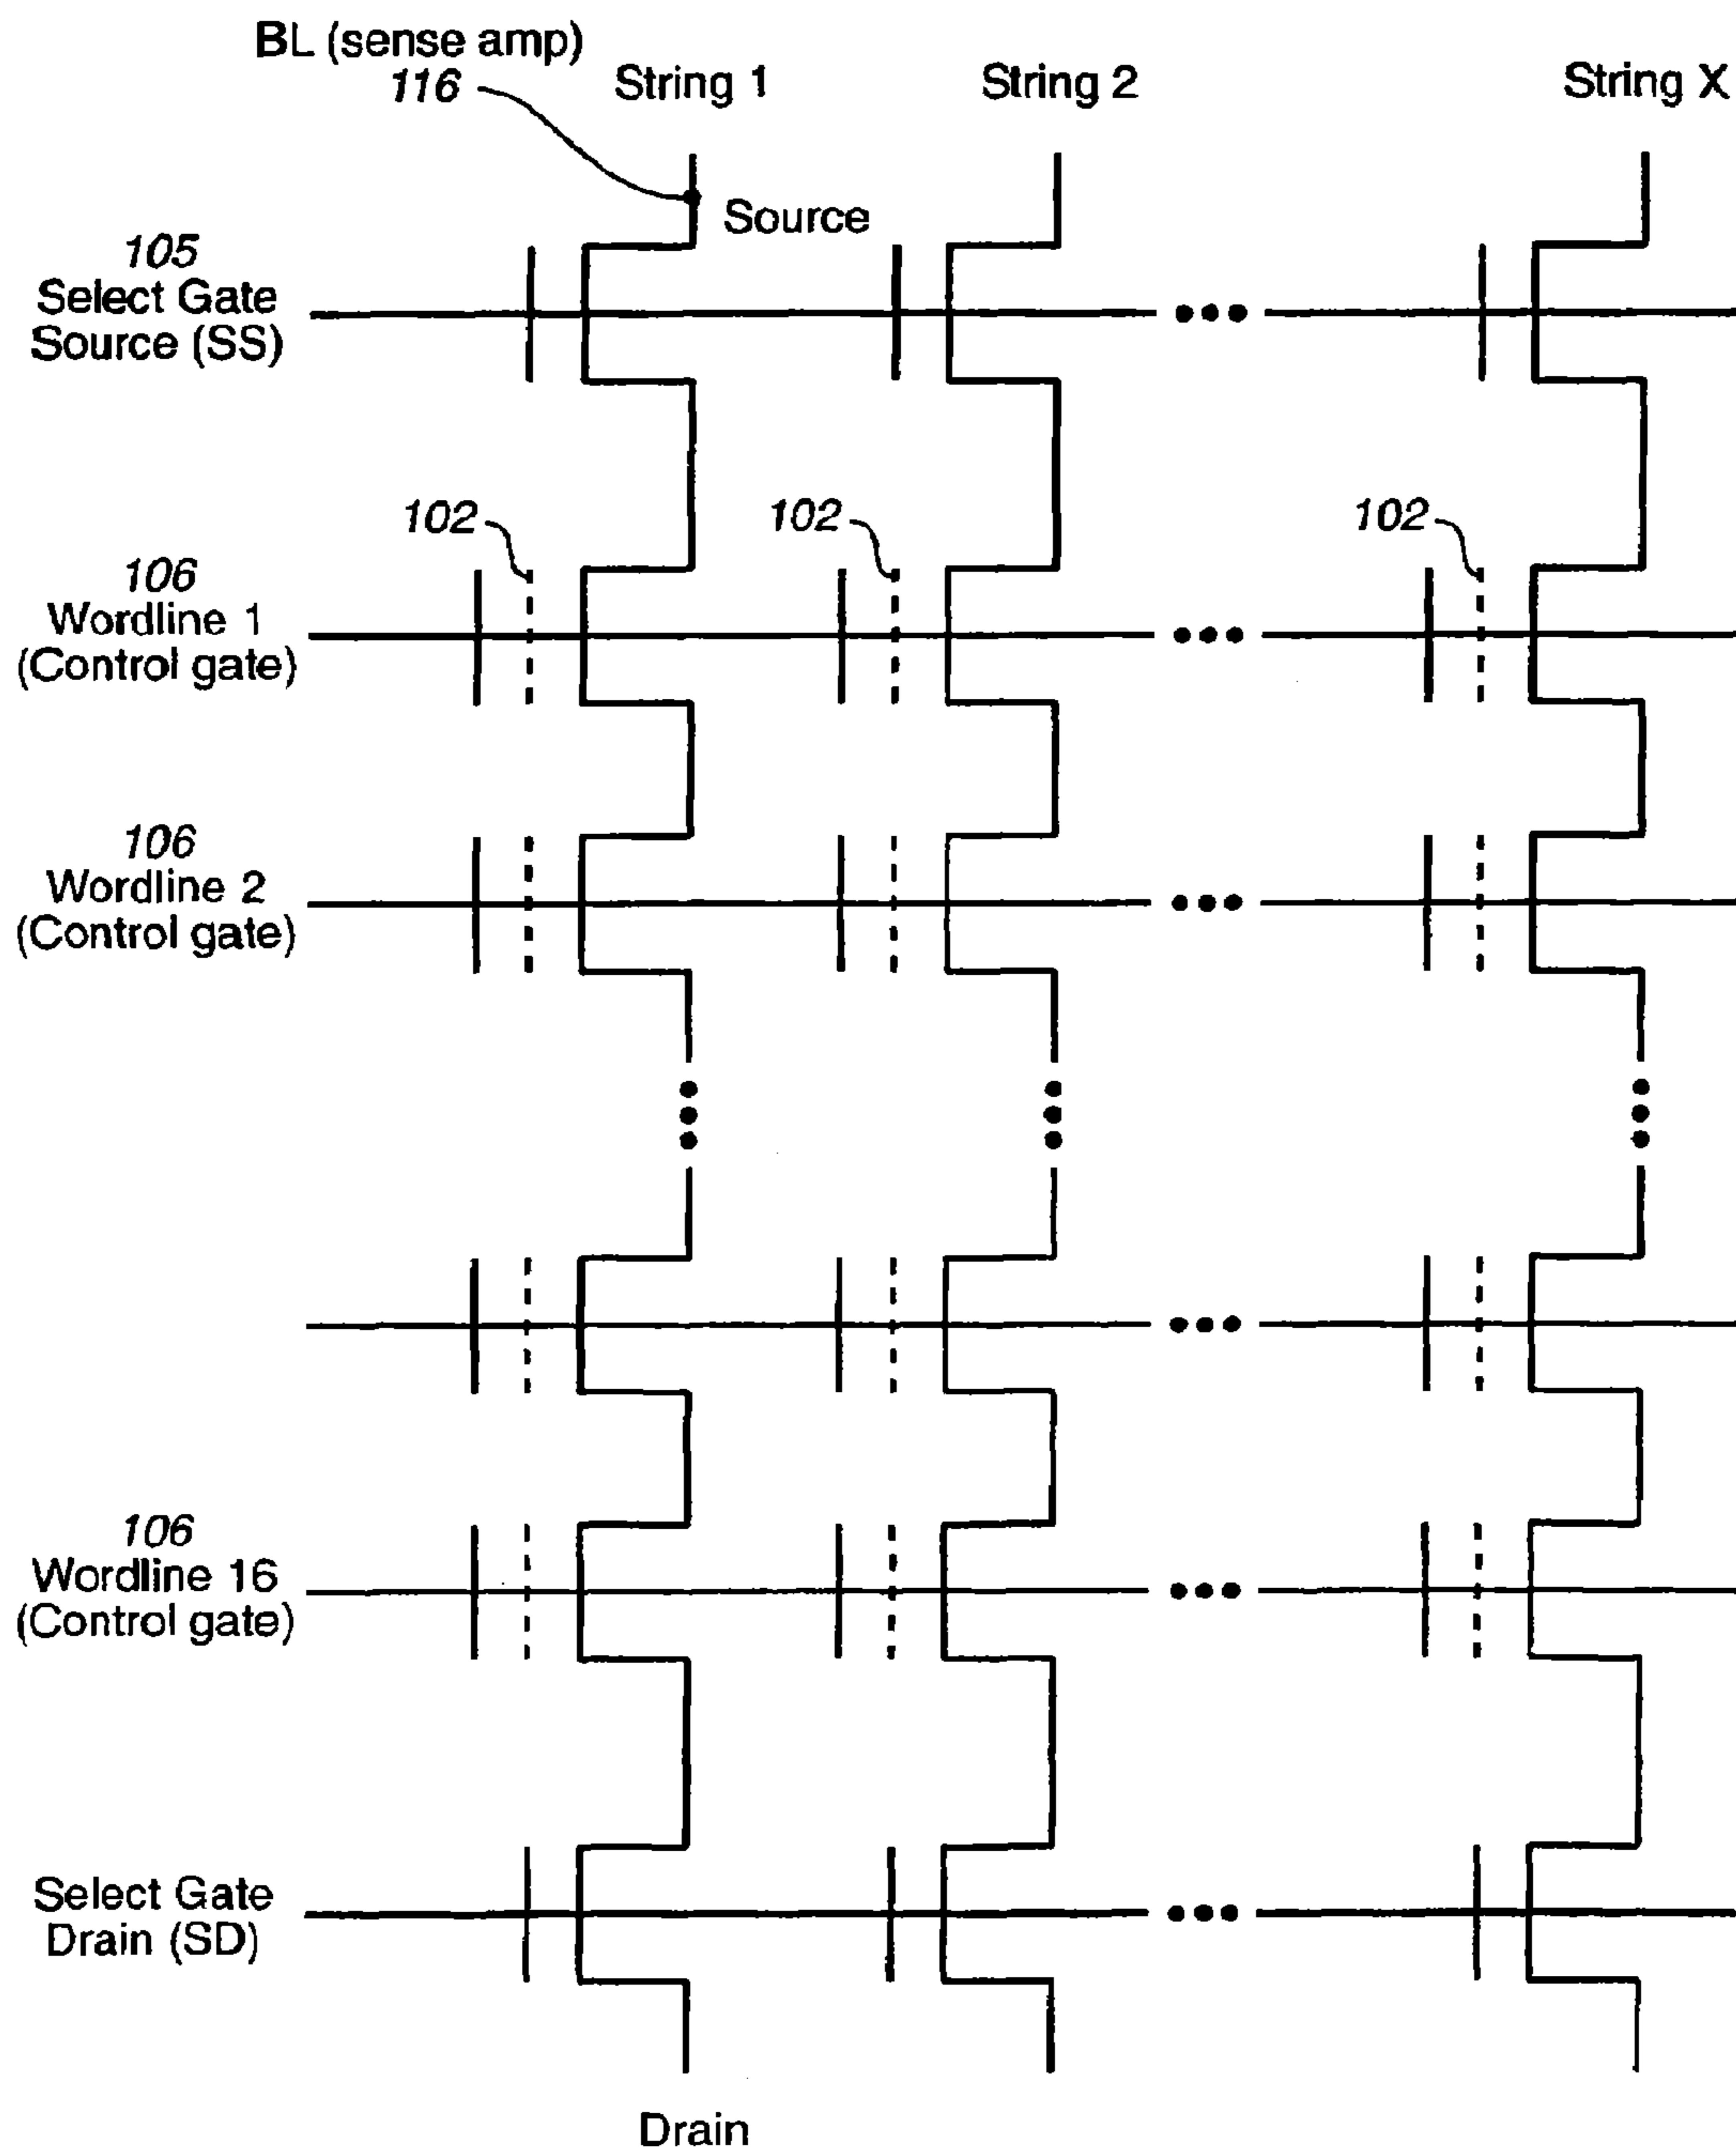 BL (sense amp)
116
String 1
String 2
String X
Source
105
Select Gate
Source (SS)
102
102
102
106
Wordline 1
(Control gate)
106
Wordline 2
(Control gate)
106
Wordline 16
(Control gate)
Select Gate
Drain (SD)
Drain